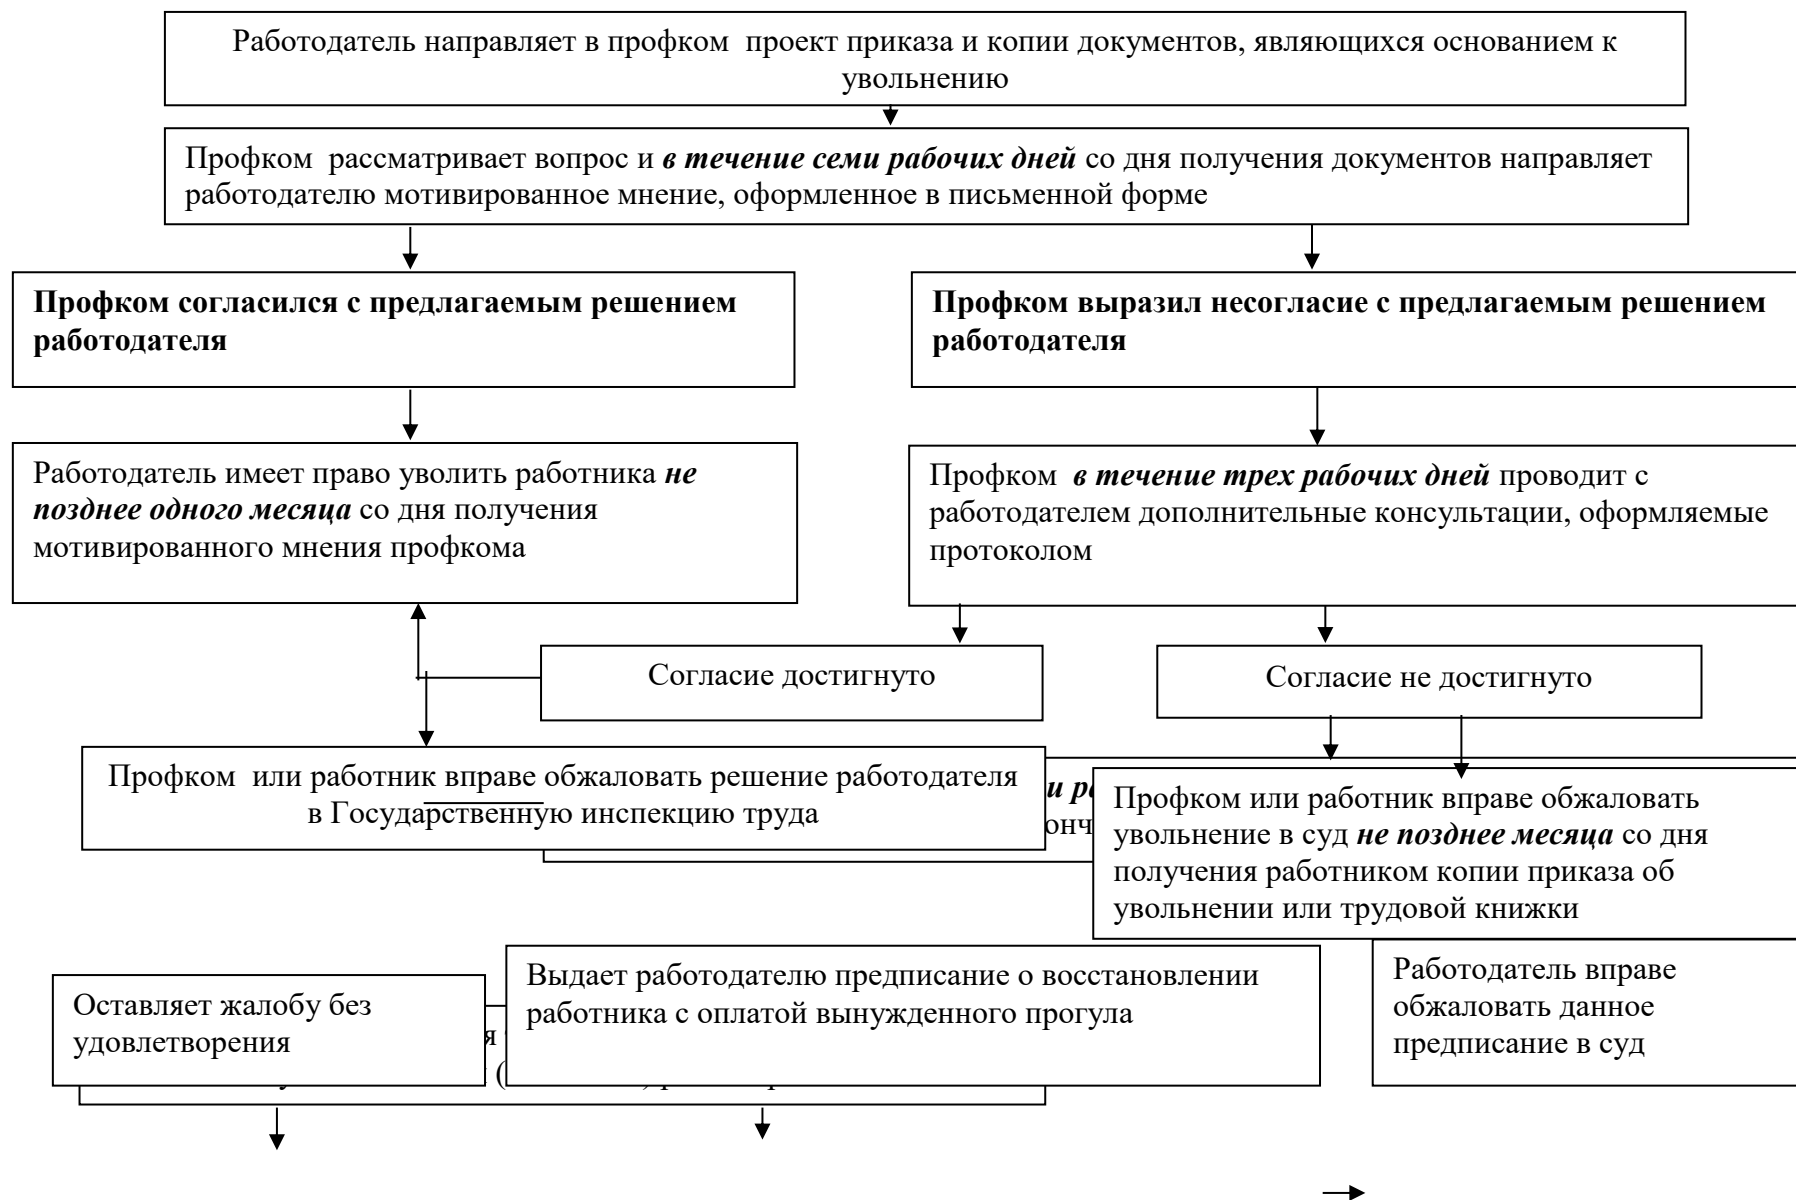 Работодатель направляет в профком проект приказа и копии документов, являющихся основанием к
увольнению
Профком рассматривает вопрос и в течение семи рабочих дней со дня получения документов направляет
работодателю мотивированное мнение, оформленное в письменной форме
Профком согласился с предлагаемым решением
работодателя
Профком выразил несогласие с предлагаемым решением
работодателя
Работодатель имеет право уволить работника не
позднее одного месяца со дня получения
мотивированного мнения профкома
Профком в течение трех рабочих дней проводит с
работодателем дополнительные консультации, оформляемые
протоколом
Согласие достигнуто
Согласие не достигнуто
Профком или работник вправе обжаловать решение работодателя
в Государственную инспекцию труда
Профком или работник вправе обжаловать
увольнение в суд не позднее месяца со дня
получения работником копии приказа об
увольнении или трудовой книжки
Оставляет жалобу без
удовлетворения
Выдает работодателю предписание о восстановлении
работника с оплатой вынужденного прогула
Работодатель вправе
обжаловать данное
предписание в суд